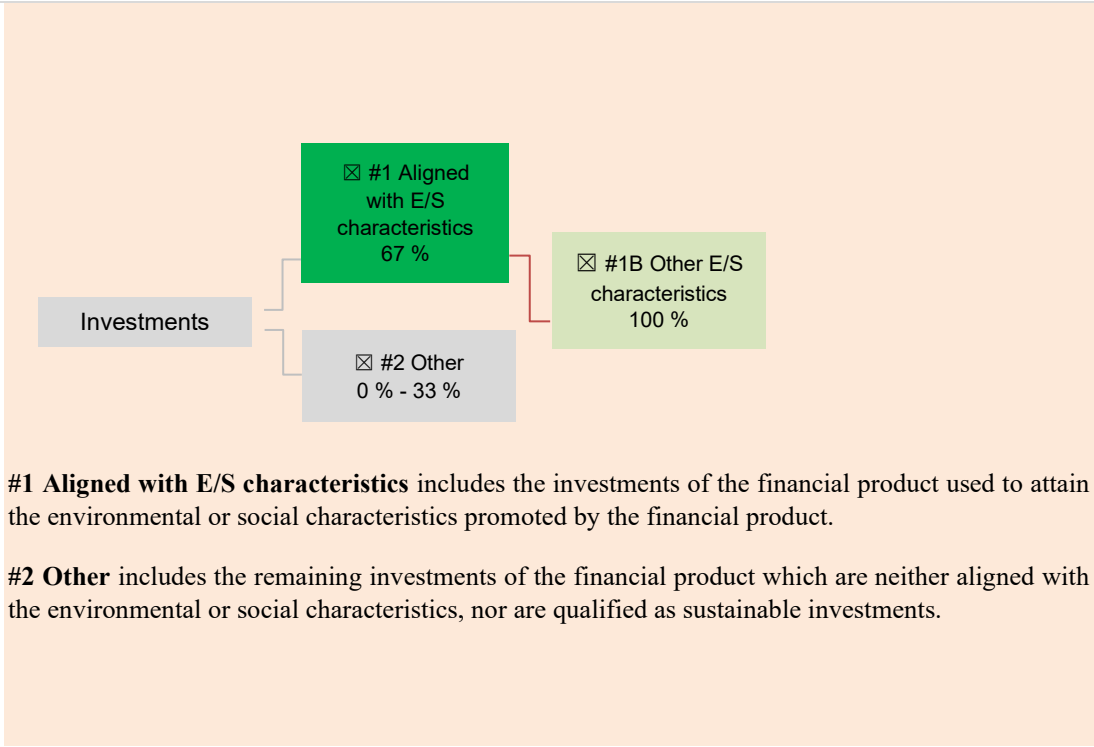 ☒ #1 Aligned
with E/S
characteristics
67 %
☒ #1B Other E/S
characteristics
100 %
Investments
☒ #2 Other
0 % - 33 %
#1 Aligned with E/S characteristics includes the investments of the financial product used to attain
the environmental or social characteristics promoted by the financial product.
#2 Other includes the remaining investments of the financial product which are neither aligned with
the environmental or social characteristics, nor are qualified as sustainable investments.